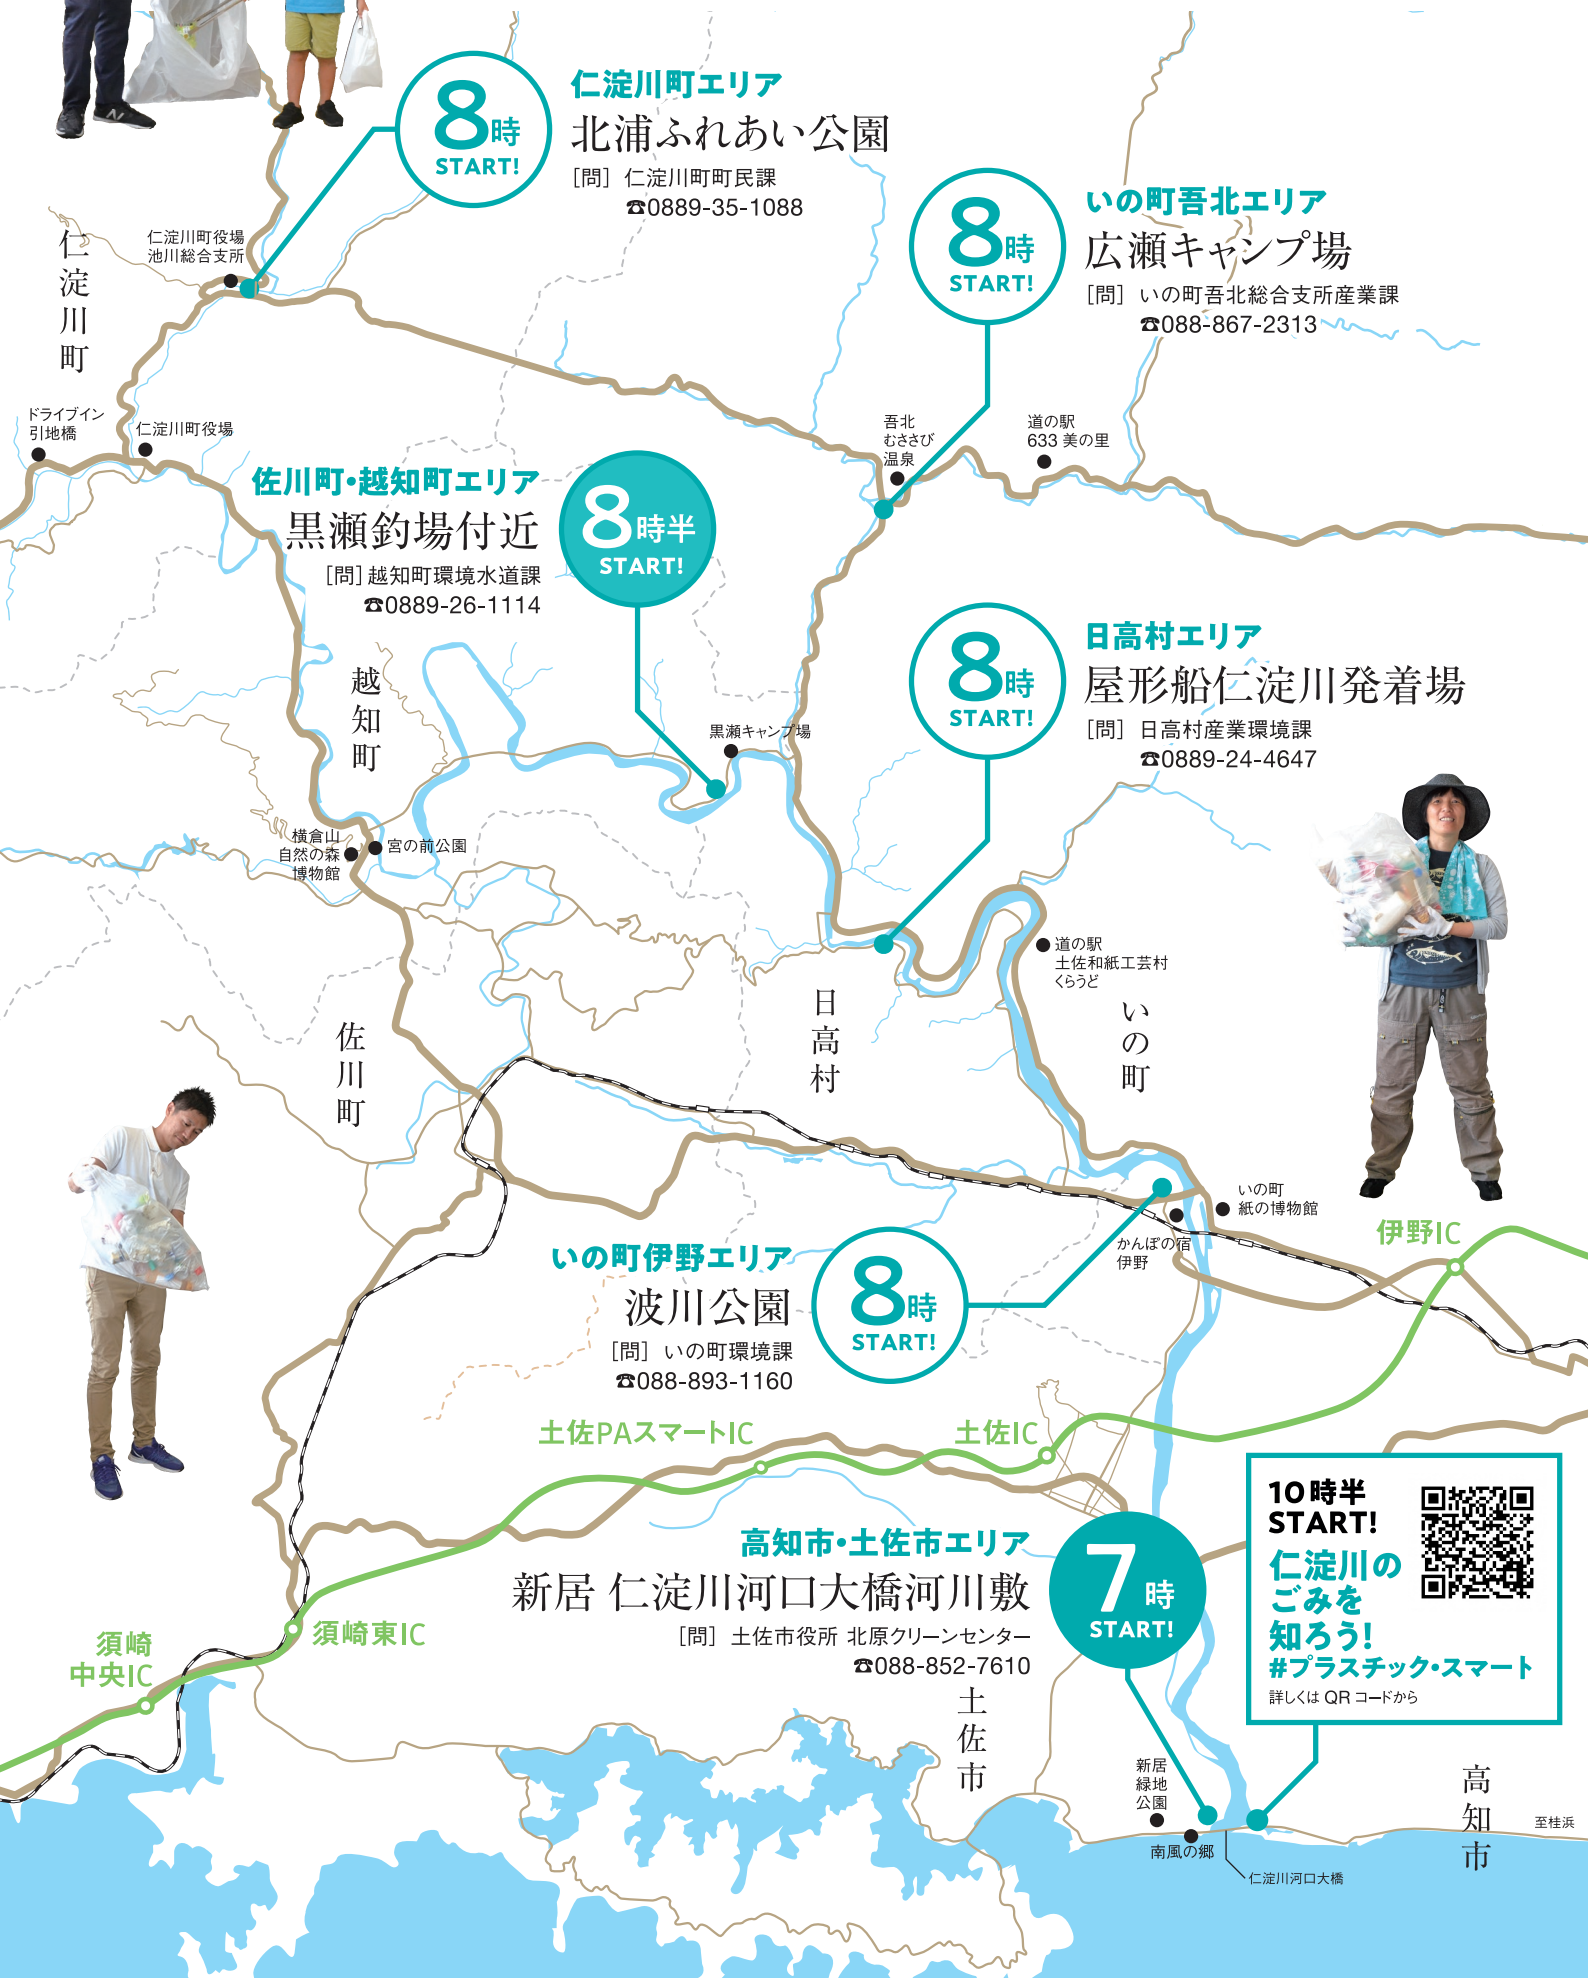 8時
START!
仁淀川町エリア
北浦ふれあい公園
［問］ 仁淀川町町民課
☎0889-35-1088
8時
START!
いの町吾北エリア
広瀬キャンプ場
［問］ いの町吾北総合支所産業課
☎088-867-2313
仁淀川町
仁淀川町役場
池川総合支所
ドライブイン
引地橋
仁淀川町役場
吾北
むささび
温泉
道の駅
633 美の里
佐川町・越知町エリア
黒瀬釣場付近
［問］越知町環境水道課
☎0889-26-1114
8時半
START!
8時
START!
日高村エリア
屋形船仁淀川発着場
［問］ 日高村産業環境課
☎0889-24-4647
越知町
黒瀬キャンプ場
横倉山
自然の森
博物館
宮の前公園
道の駅
土佐和紙工芸村
くらうど
日高村
いの町
佐川町
いの町
紙の博物館
かんぽの宿
伊野
伊野IC
いの町伊野エリア
波川公園
［問］ いの町環境課
☎088-893-1160
8時
START!
土佐PAスマートIC
土佐IC
高知市・土佐市エリア
新居 仁淀川河口大橋河川敷
［問］ 土佐市役所 北原クリーンセンター
☎088-852-7610
7時
START!
10時半
START!
仁淀川の
ごみを
知ろう!
#プラスチック・スマート
詳しくは QR コードから
須崎東IC
須崎
中央IC
土佐市
新居
緑地
公園
南風の郷
仁淀川河口大橋
高知市
至桂浜
N